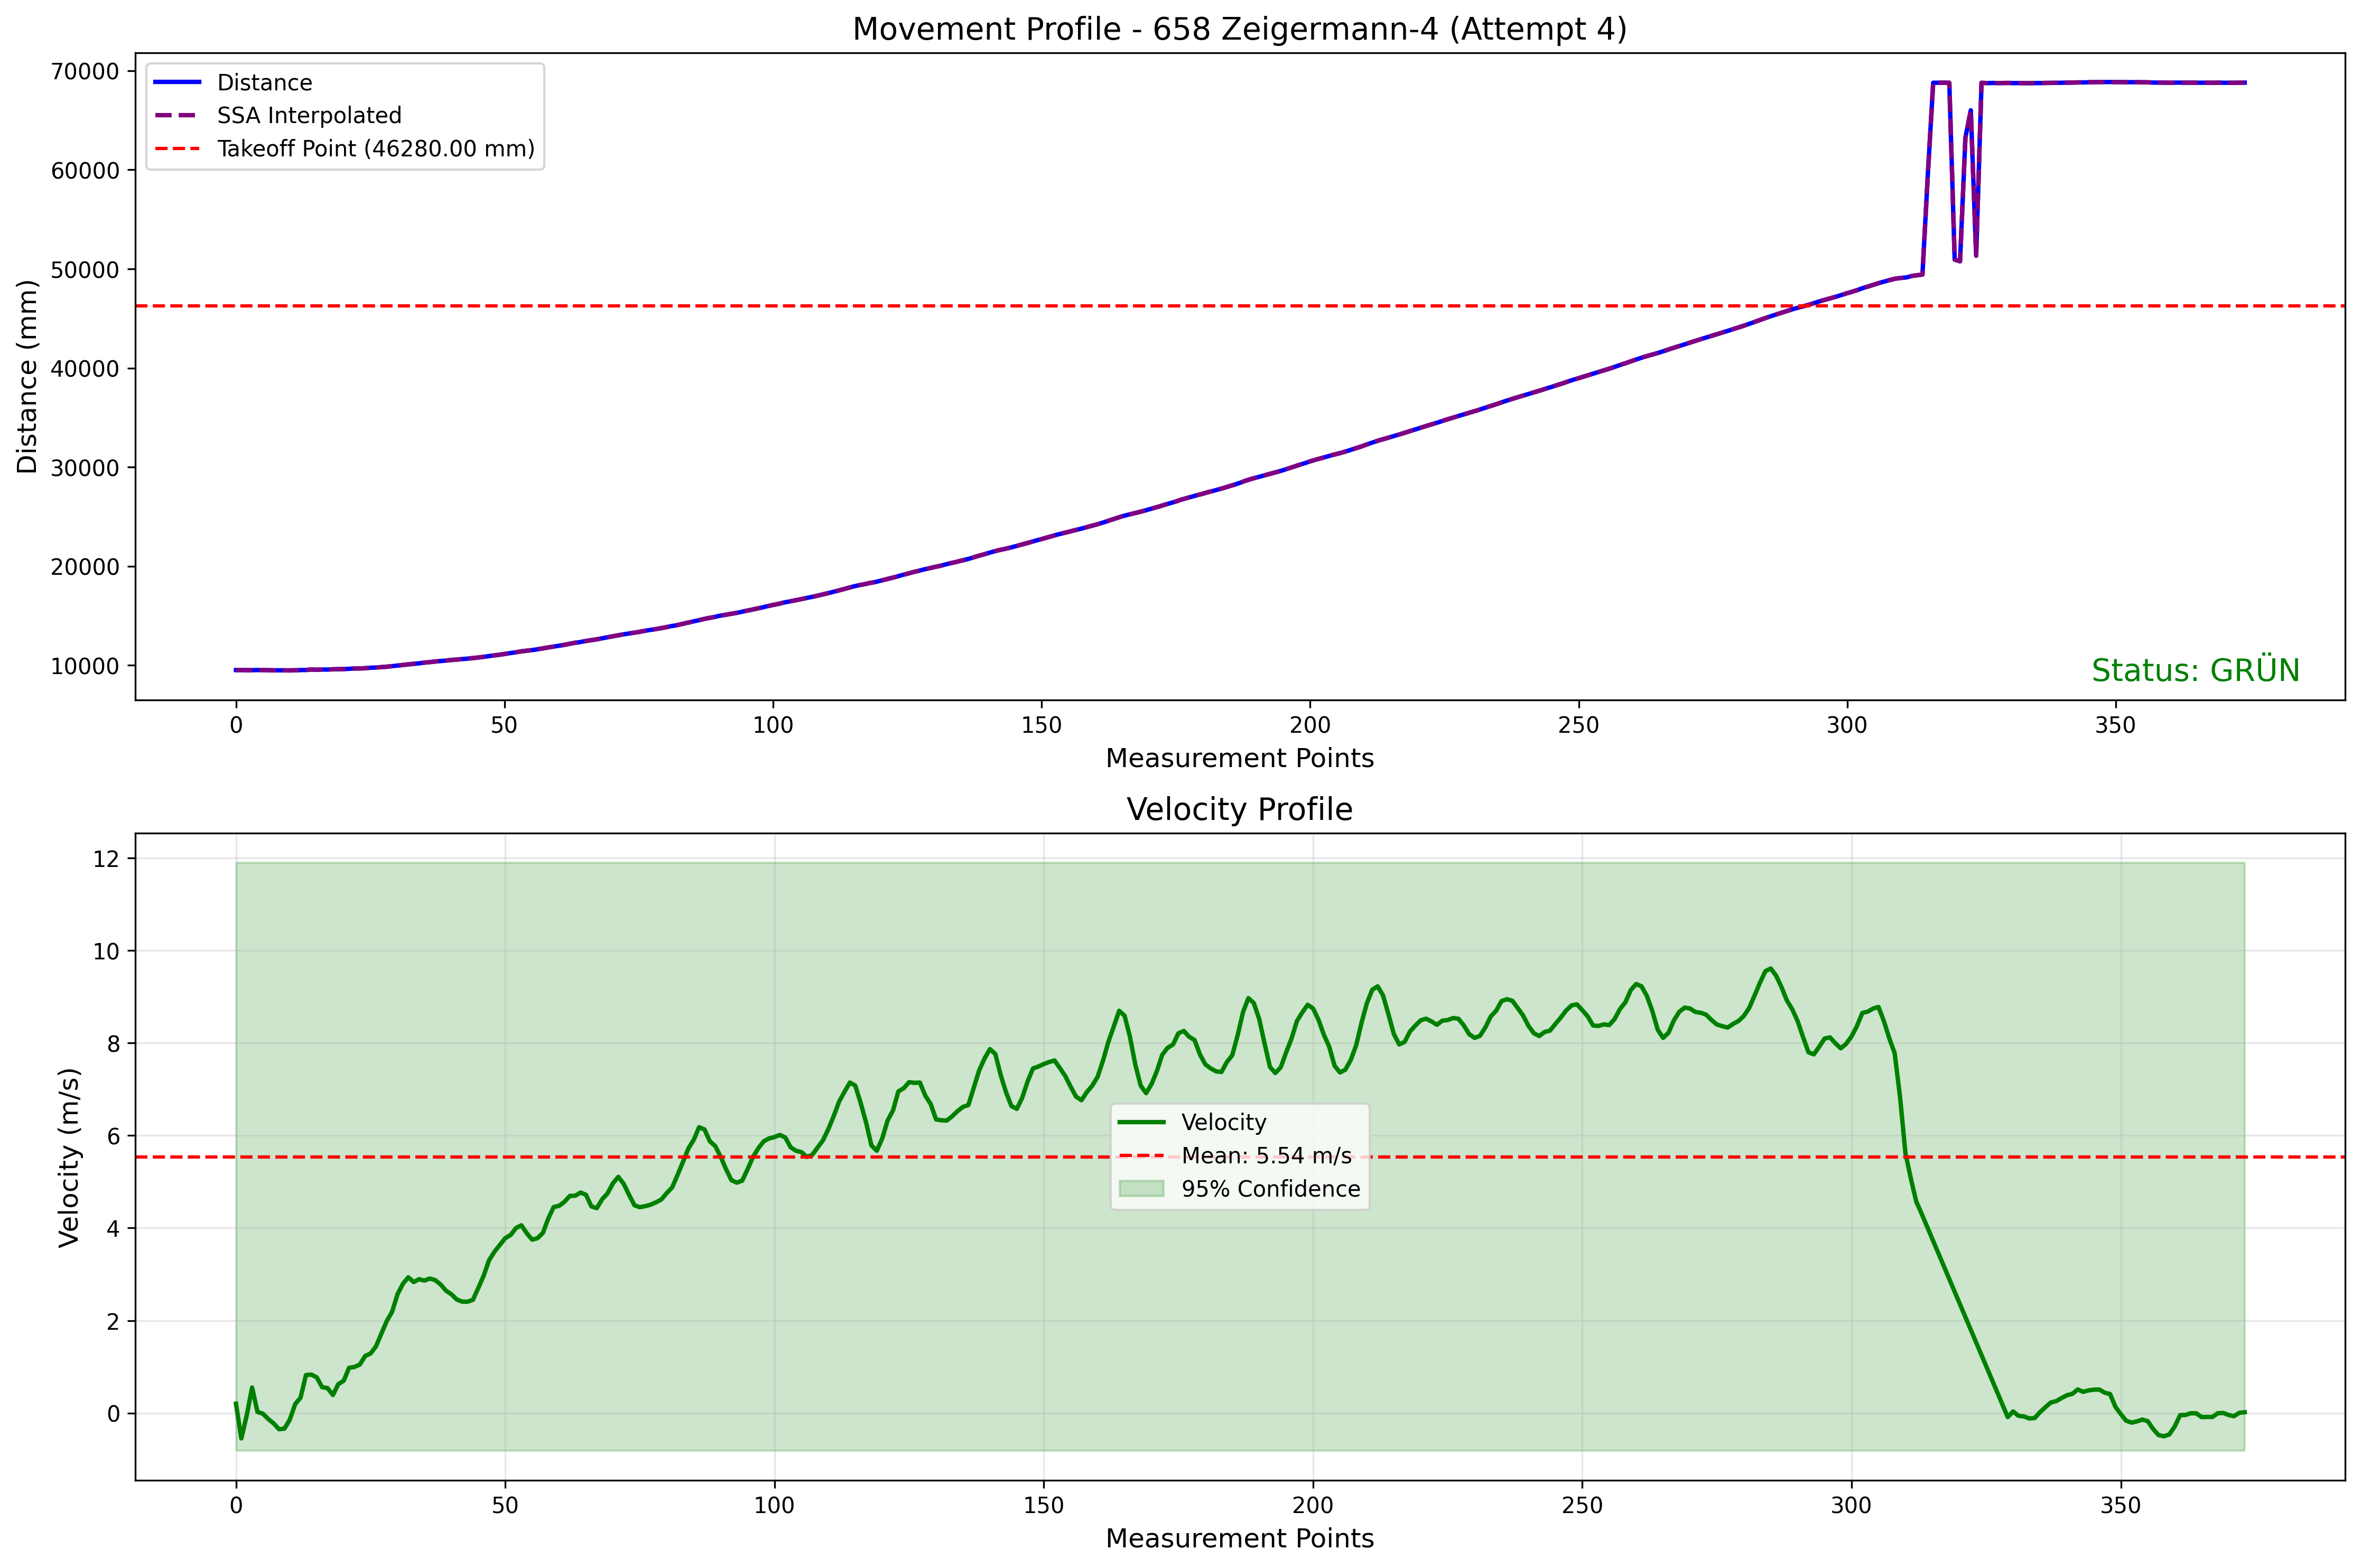 Movement Profile - 658 Zeigermann-4 (Attempt 4)
Distance
SSA Interpolated
Takeoff Point (46280.00 mm)
70000
60000
50000
40000
30000
20000
10000
Distance (mm)
Status: GRÜN
0 50 100 150 200 250 300 350
Measurement Points
Velocity Profile
12
10
8
6
4
2
0
Velocity (m/s)
Velocity
Mean: 5.54 m/s
95% Confidence
0 50 100 150 200 250 300 350
Measurement Points